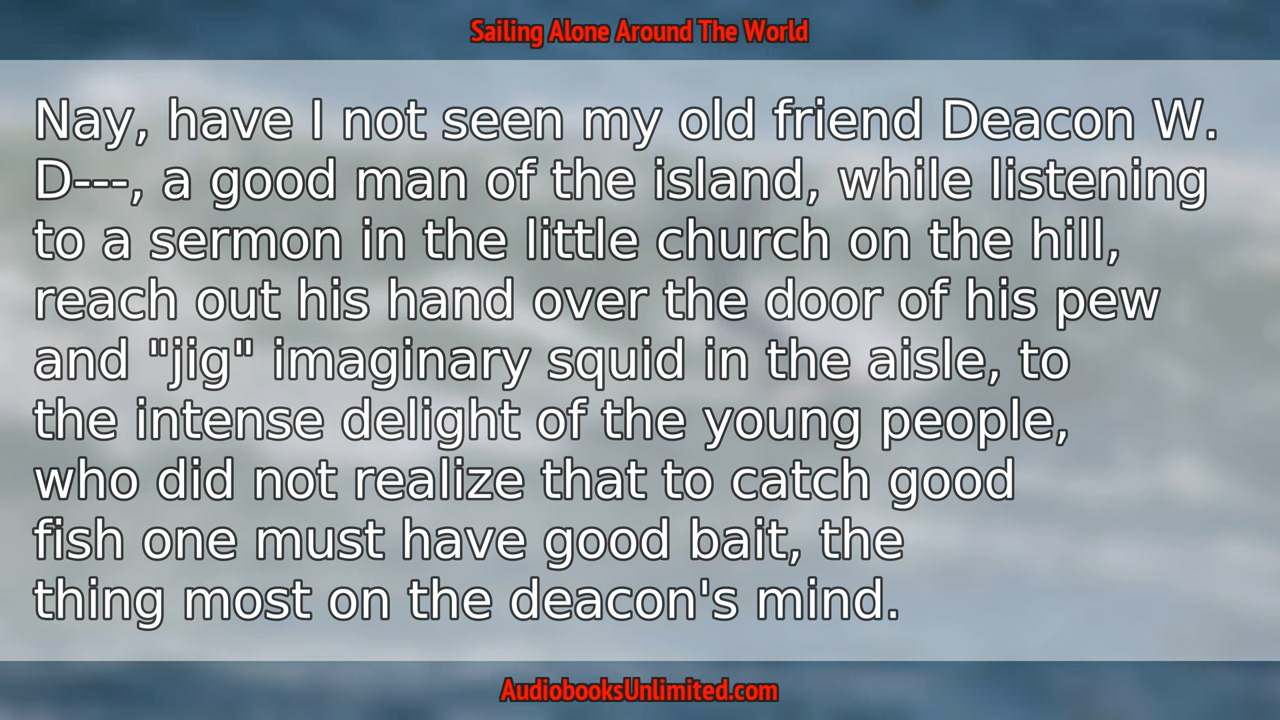 Sailing Alone Around The World
Nay, have I not seen my old friend Deacon W.
D---, a good man of the island, while listening
to a sermon in the little church on the hill,
reach out his hand over the door of his pew
and "jig" imaginary squid in the aisle, to
the intense delight of the young people,
who did not realize that to catch good
fish one must have good bait, the
thing most on the deacon's mind.
AudiobooksUnlimited.com